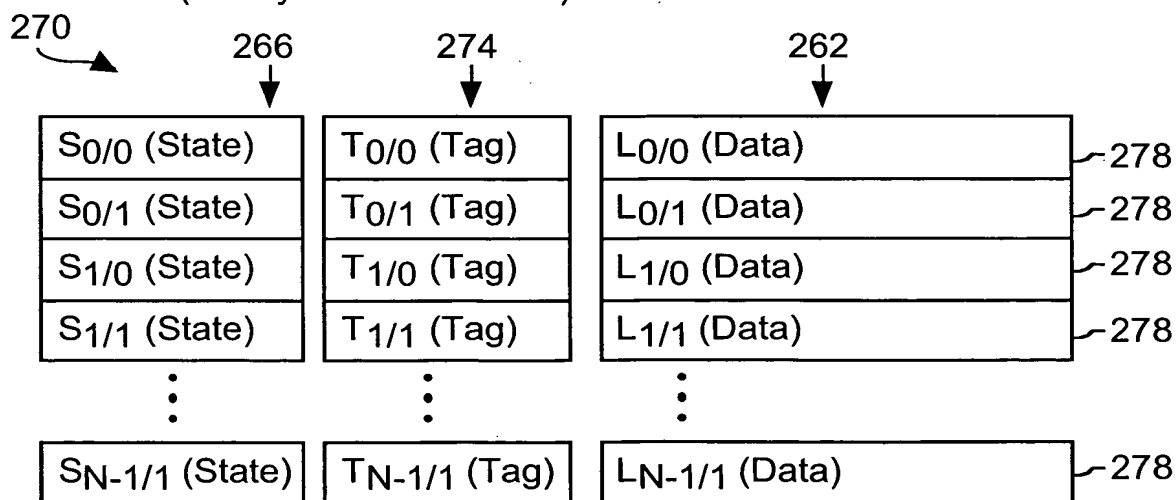 270
266 274 262
S0/0 (State) T0/0 (Tag) L0/0 (Data) 278
S0/1 (State) T0/1 (Tag) L0/1 (Data) 278
S1/0 (State) T1/0 (Tag) L1/0 (Data) 278
S1/1 (State) T1/1 (Tag) L1/1 (Data) 278
SN-1/1 (State) TN-1/1 (Tag) LN-1/1 (Data) 278